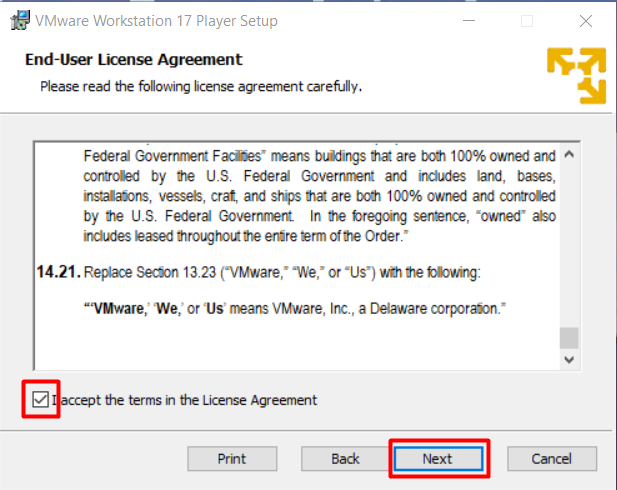 VMware Workstation 17 Player Setup
End-User License Agreement
Please read the following license agreement carefully.
Federal Government Facilities” means buildings that are both 100% owned and
controlled by the U.S. Federal Government and includes land, bases,
installations, vessels, craft, and ships that are both 100% owned and controlled
by the U.S. Federal Government. In the foregoing sentence, “owned” also
includes leased throughout the entire term of the Order.”
14.21. Replace Section 13.23 (“VMware,” “We,” or “Us”) with the following:
“‘VMware,’ ‘We,’ or ‘Us’ means VMware, Inc., a Delaware corporation.”
I accept the terms in the License Agreement
Print Back Next Cancel